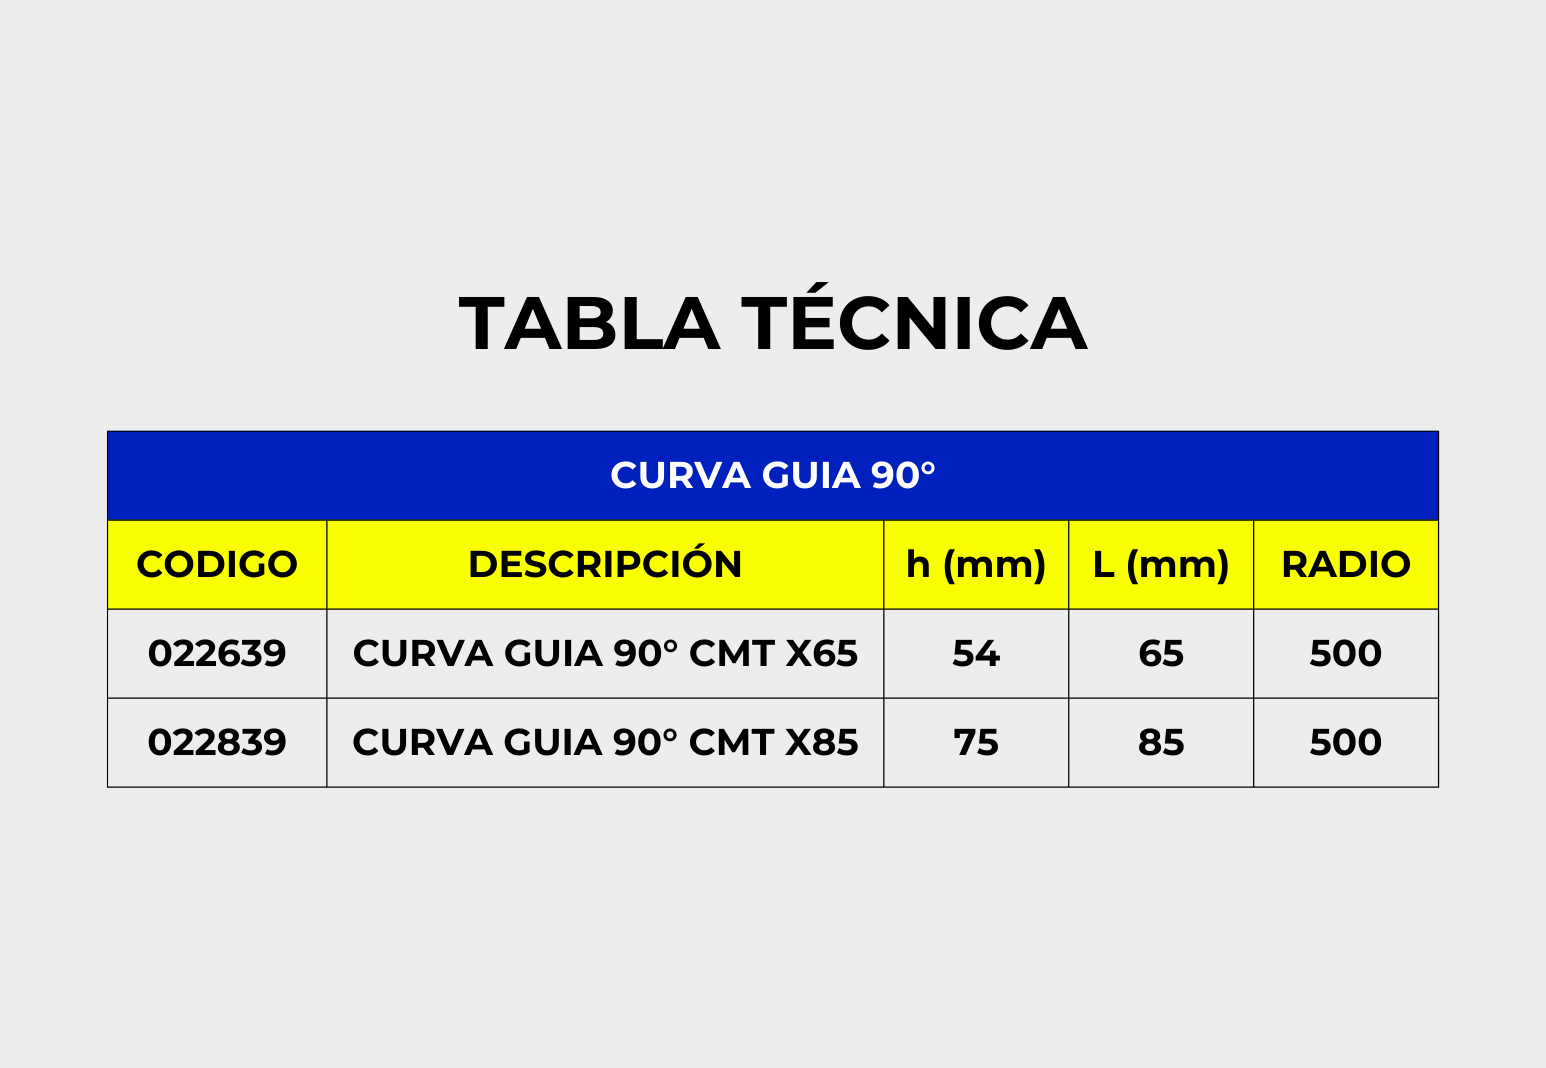 TABLA TÉCNICA
CURVA GUIA 90°
CODIGO DESCRIPCIÓN h (mm) L (mm) RADIO
022639 CURVA GUIA 90° CMT X65 54 65 500
022839 CURVA GUIA 90° CMT X85 75 85 500